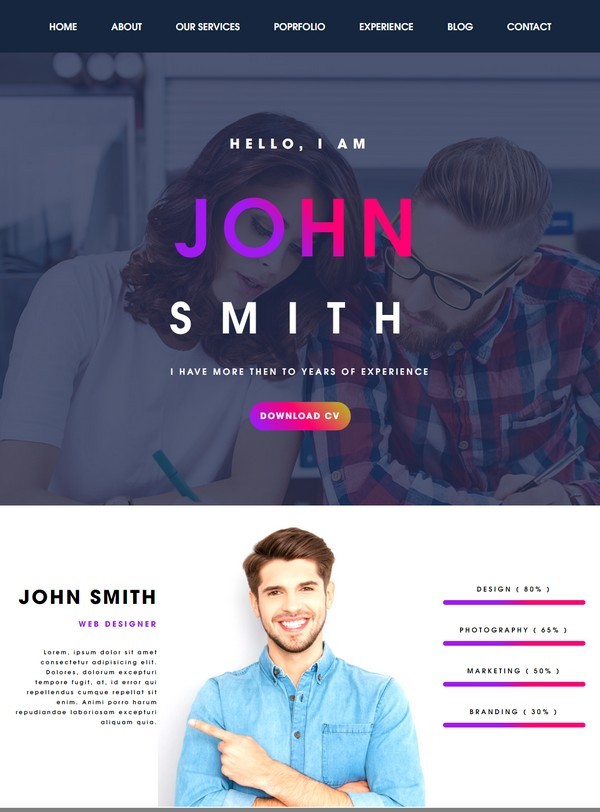 HOME ABOUT OUR SERVICES POPRFOLIO EXPERIENCE BLOG CONTACT
HELLO, I AM
JOHN
SMITH
I HAVE MORE THEN TO YEARS OF EXPERIENCE
DOWNLOAD CV
JOHN SMITH
WEB DESIGNER
Lorem, ipsum dolor sit amet
consectetur adipisicing elit.
Dolores, dolorum excepturi
tempore fugit, at, id error qui
repellendus cumque repellat sit
enim. Animi porro harum
repudiandae laboriosam excepturi
aliquam quia.
DESIGN ( 80% )
PHOTOGRAPHY ( 65% )
MARKETING ( 50% )
BRANDING ( 30% )